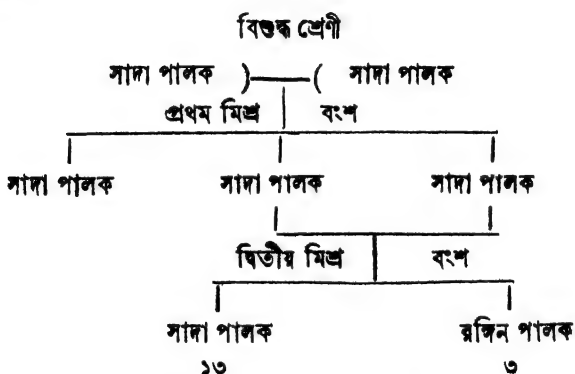 বিশুদ্ধ শ্রেণী
সাদা পালক )—( সাদা পালক
প্রথম মিশ্র বংশ
সাদা পালক সাদা পালক সাদা পালক
দ্বিতীয় মিশ্র বংশ
সাদা পালক রঙ্গিন পালক
১৩ ৩